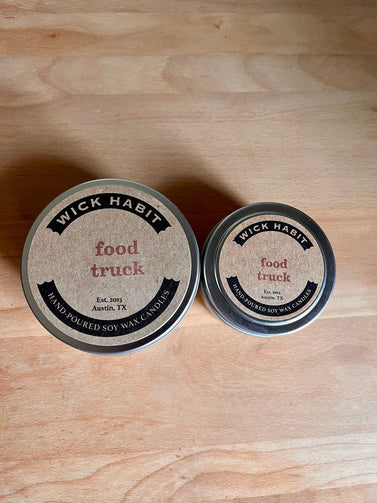 WICK HABIT
food
truck
Est. 2015
Austin, TX
HAND-POURED SOY WAX CANDLES
WICK HABIT
food
truck
Est. 2015
Austin, TX
HAND-POURED SOY WAX CANDLES